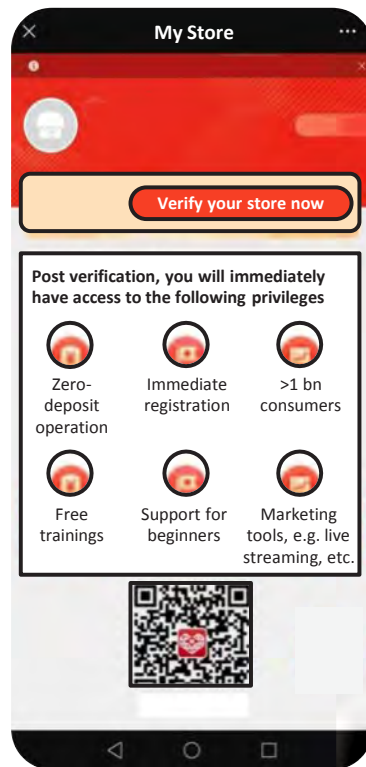 My Store
Verify your store now
Post verification, you will immediately
have access to the following privileges
Zero-
deposit
operation
Immediate
registration
>1 bn
consumers
Free
trainings
Support for
beginners
Marketing
tools, e.g. live
streaming, etc.